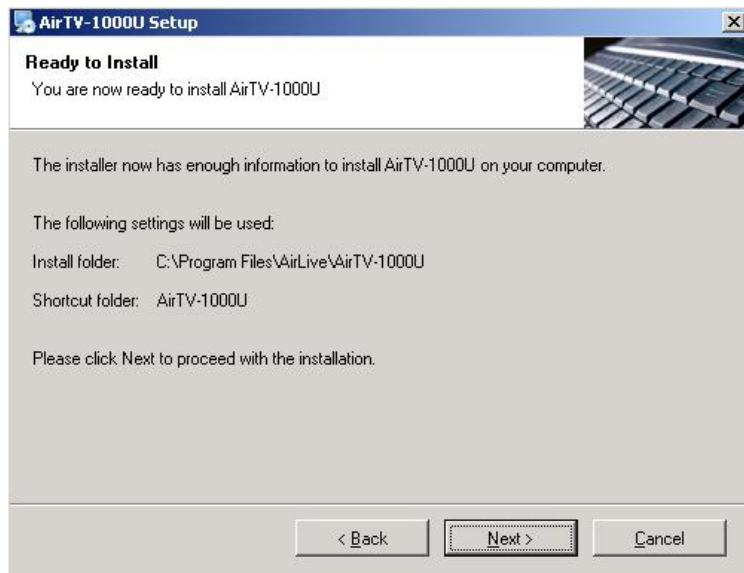 AirTV-1000U Setup
Ready to Install
You are now ready to install AirTV-1000U
The installer now has enough information to install AirTV-1000U on your computer.
The following settings will be used:
Install folder: C:\Program Files\AirLive\AirTV-1000U
Shortcut folder: AirTV-1000U
Please click Next to proceed with the installation.
< Back Next > Cancel